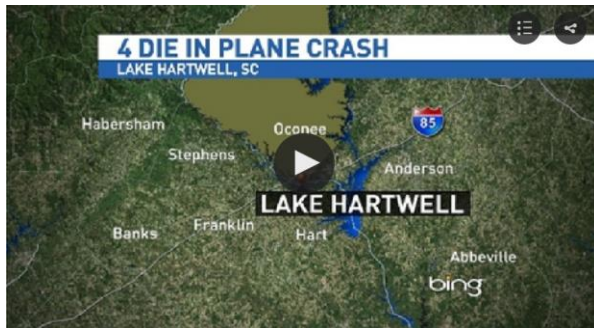 4 DIE IN PLANE CRASH
LAKE HARTWELL, SC
85
Habersham
Oconee
Stephens
Anderson
LAKE HARTWELL
Banks
Franklin
Hart
Abbeville
bing